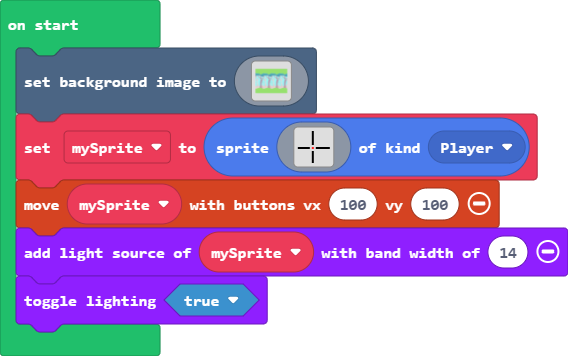 on start
set background image to
set mySprite to sprite of kind Player
move mySprite with buttons vx 100 vy 100
add light source of mySprite with band width of 14
toggle lighting true